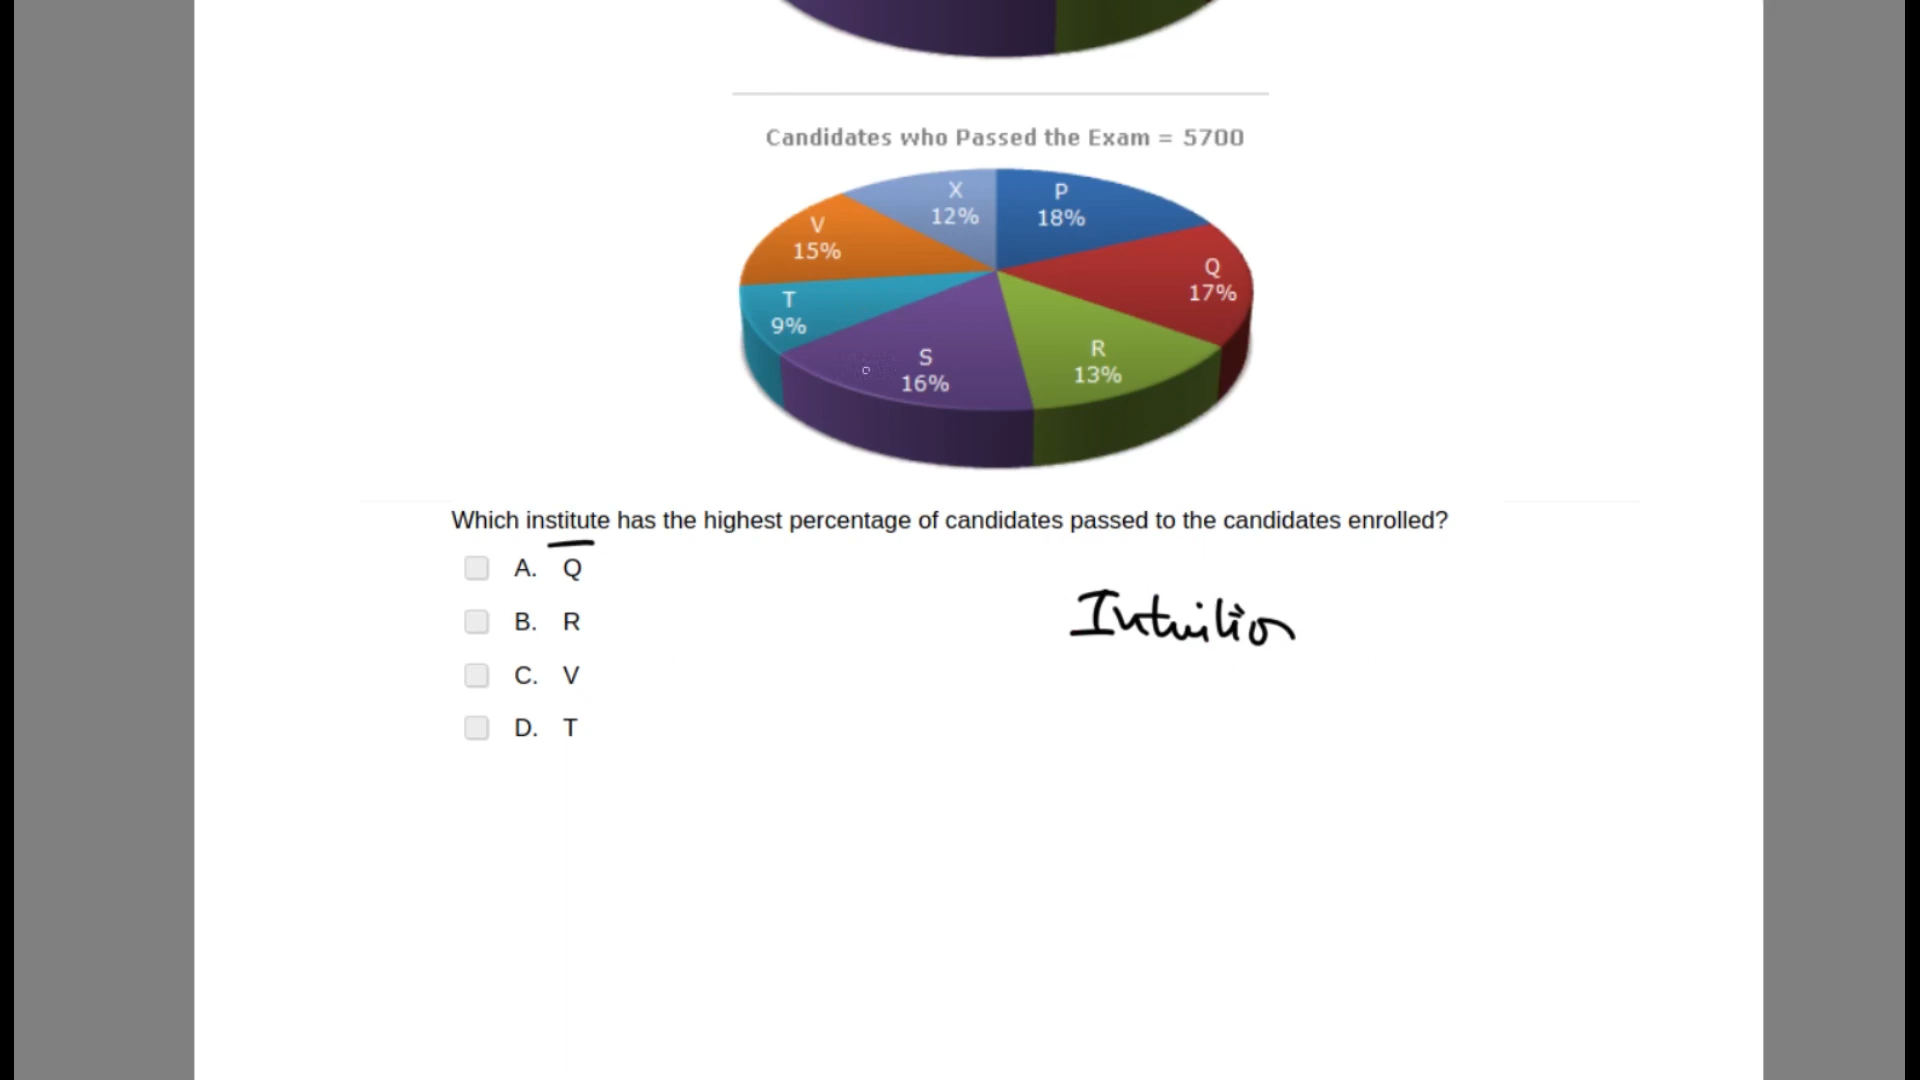 Candidates who Passed the Exam = 5700
X
12%
P
18%
V
15%
Q
17%
T
9%
S
16%
R
13%
Which institute has the highest percentage of candidates passed to the candidates enrolled?
A. Q
B. R
C. V
D. T
Intuition